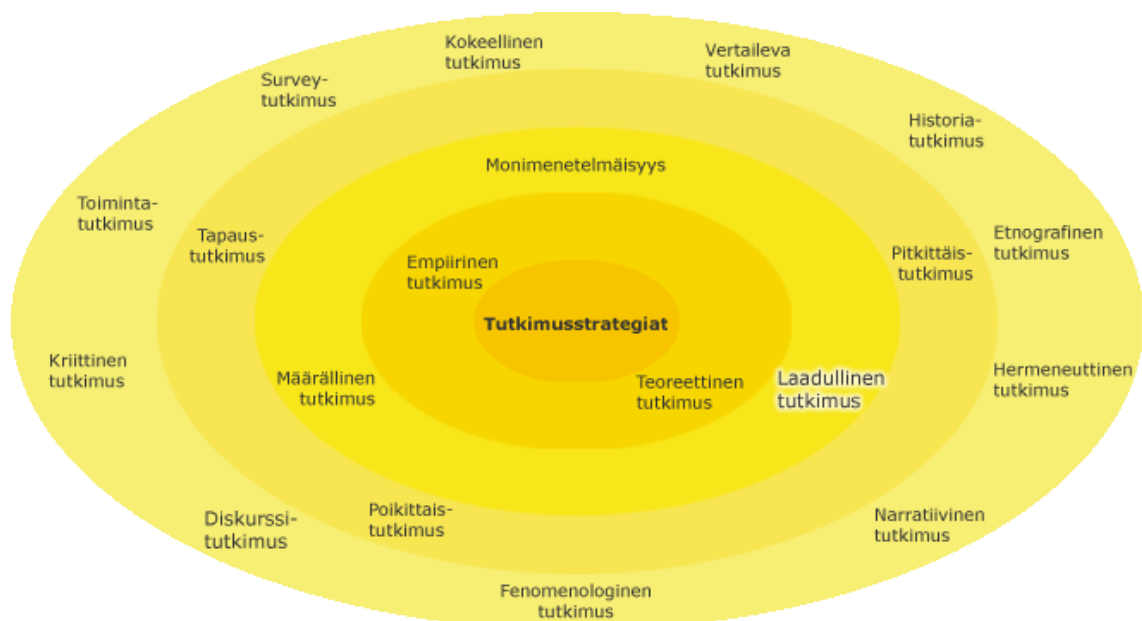 Kokeellinen
tutkimus
Vertaileva
tutkimus
Survey-
tutkimus
Historia-
tutkimus
Monimenetelmäisyys
Toiminta-
tutkimus
Tapaus-
tutkimus
Etnografinen
tutkimus
Pitkittäis-
tutkimus
Empiirinen
tutkimus
Tutkimusstrategiat
Kriittinen
tutkimus
Määrällinen
tutkimus
Teoreettinen
tutkimus
Laadullinen
tutkimus
Hermeneuttinen
tutkimus
Diskurssi-
tutkimus
Poikittais-
tutkimus
Narratiivinen
tutkimus
Fenomenologinen
tutkimus